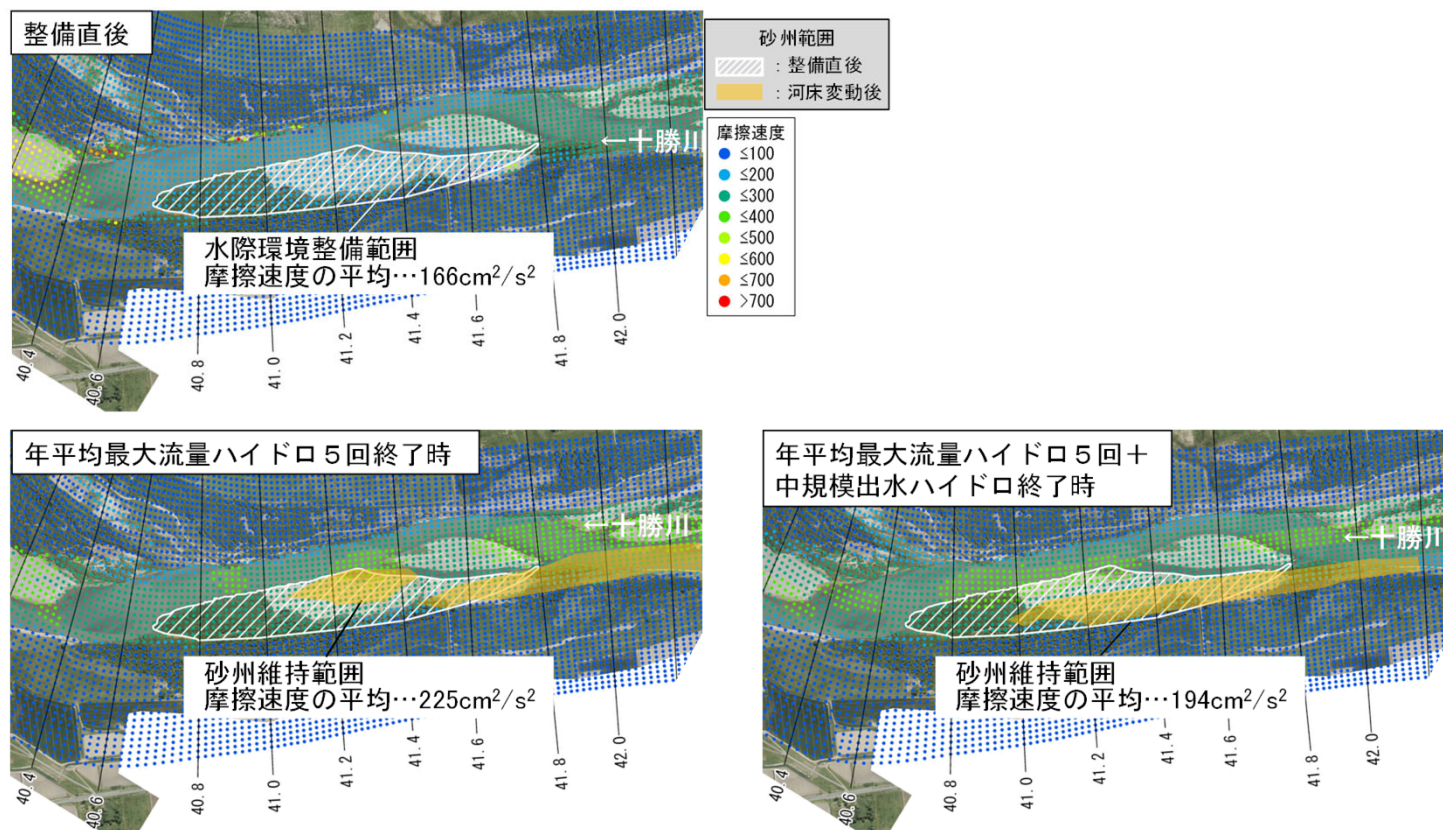 整備直後
←十勝川
水際環境整備範囲
摩擦速度の平均…166cm²/s²
40.4
40.6
40.8
41.0
41.2
41.4
41.6
41.8
42.0
砂州範囲
：整備直後
：河床変動後
摩擦速度
≤100
≤200
≤300
≤400
≤500
≤600
≤700
>700
年平均最大流量ハイドロ５回終了時
←十勝川
砂州維持範囲
摩擦速度の平均…225cm²/s²
40.4
40.6
40.8
41.0
41.2
41.4
41.6
41.8
42.0
年平均最大流量ハイドロ５回＋
中規模出水ハイドロ終了時
←十勝川
砂州維持範囲
摩擦速度の平均…194cm²/s²
40.4
40.6
40.8
41.0
41.2
41.4
41.6
41.8
42.0